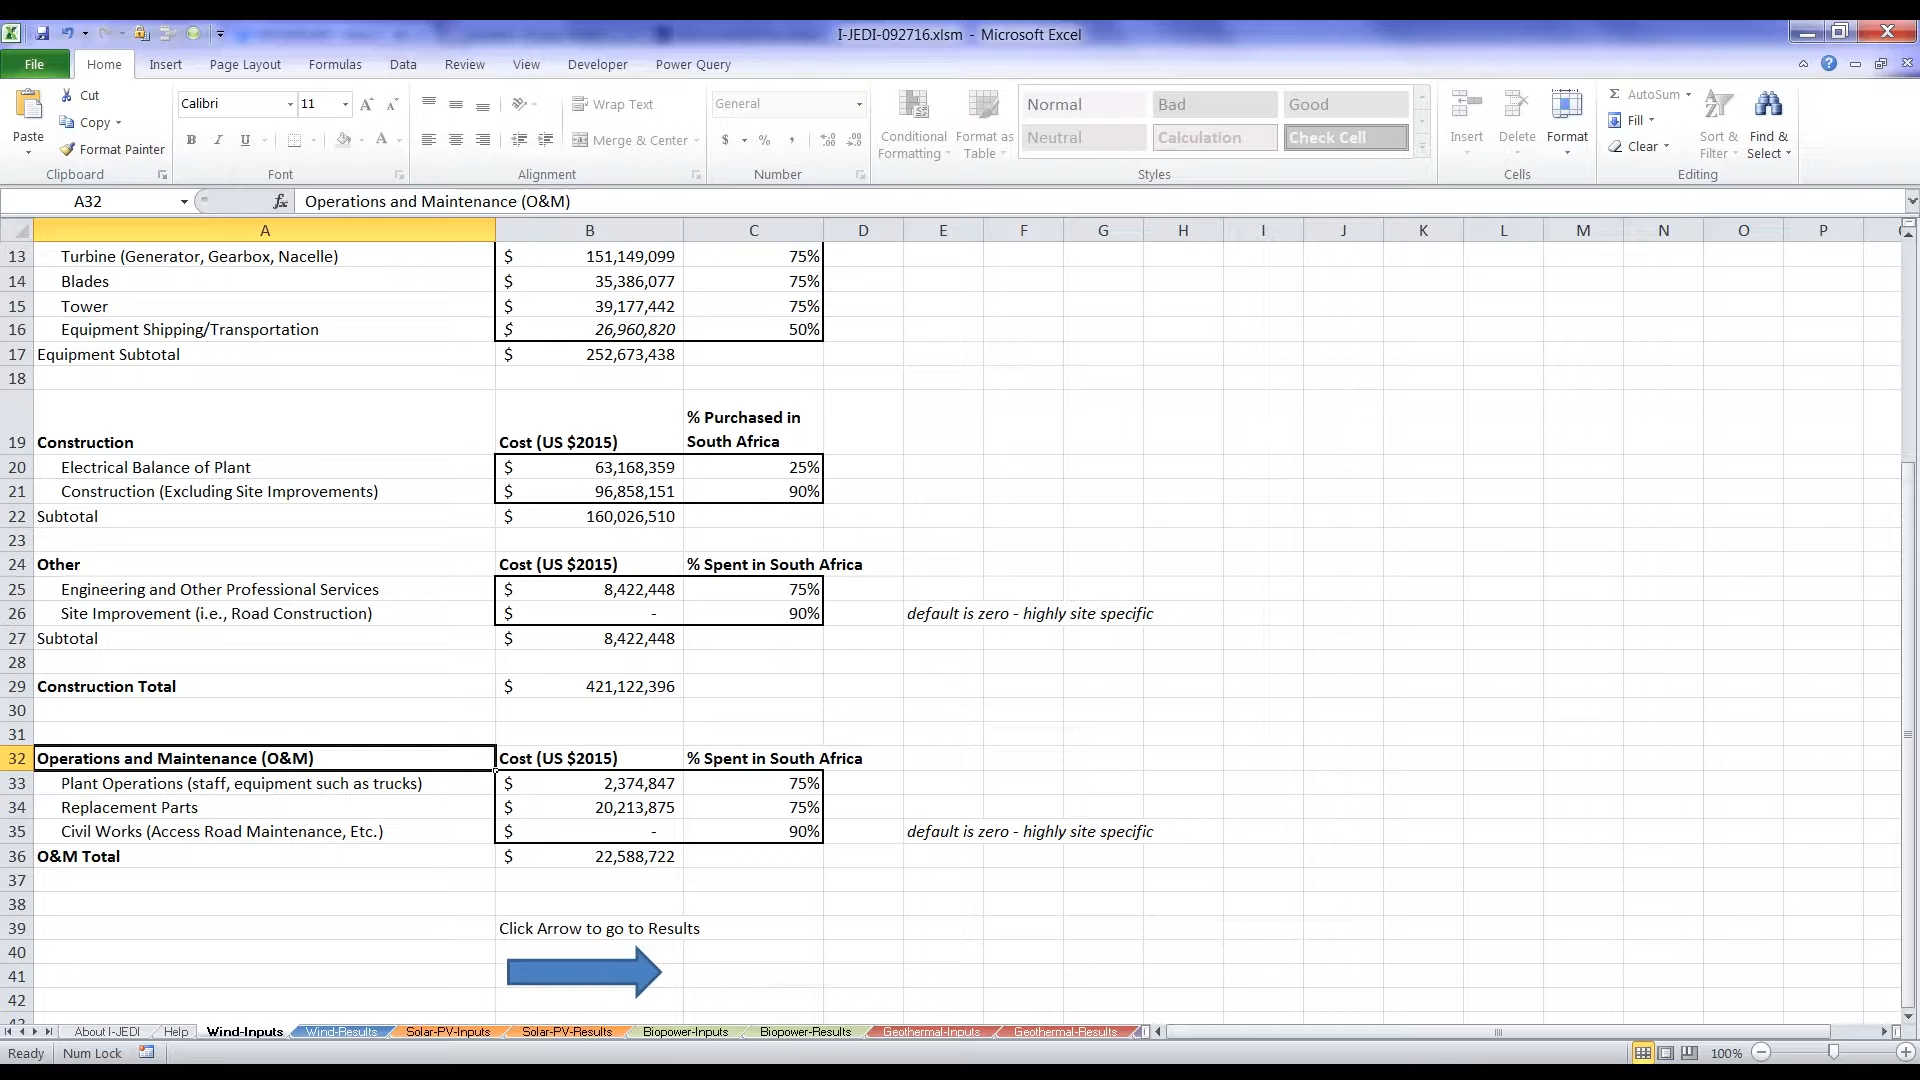 I-JEDI-092716.xlsm - Microsoft Excel
File Home Insert Page Layout Formulas Data Review View Developer Power Query
Paste
Cut
Copy
Format Painter
Clipboard
Calibri 11
B I U
Font
Wrap Text
Merge & Center
Alignment
General
$ % ,
Number
Conditional Formatting
Format as Table
Normal Bad Good
Neutral Calculation Check Cell
Styles
Insert Delete Format
Cells
AutoSum
Fill
Clear
Sort & Filter
Find & Select
Editing
A32 fx Operations and Maintenance (O&M)
A B C D E F G H I J K L M N O P
13 Turbine (Generator, Gearbox, Nacelle) $ 151,149,099 75%
14 Blades $ 35,386,077 75%
15 Tower $ 39,177,442 75%
16 Equipment Shipping/Transportation $ 26,960,820 50%
17 Equipment Subtotal $ 252,673,438
18
19 Construction Cost (US $2015) % Purchased in South Africa
20 Electrical Balance of Plant $ 63,168,359 25%
21 Construction (Excluding Site Improvements) $ 96,858,151 90%
22 Subtotal $ 160,026,510
23
24 Other Cost (US $2015) % Spent in South Africa
25 Engineering and Other Professional Services $ 8,422,448 75%
26 Site Improvement (i.e., Road Construction) $ - 90% default is zero - highly site specific
27 Subtotal $ 8,422,448
28
29 Construction Total $ 421,122,396
30
31
32 Operations and Maintenance (O&M) Cost (US $2015) % Spent in South Africa
33 Plant Operations (staff, equipment such as trucks) $ 2,374,847 75%
34 Replacement Parts $ 20,213,875 75%
35 Civil Works (Access Road Maintenance, Etc.) $ - 90% default is zero - highly site specific
36 O&M Total $ 22,588,722
37
38
39 Click Arrow to go to Results
40
41
42
About I-JEDI Help Wind-Inputs Wind-Results Solar-PV-Inputs Solar-PV-Results Biopower-Inputs Biopower-Results Geothermal-Inputs Geothermal-Results
Ready Num Lock 100%